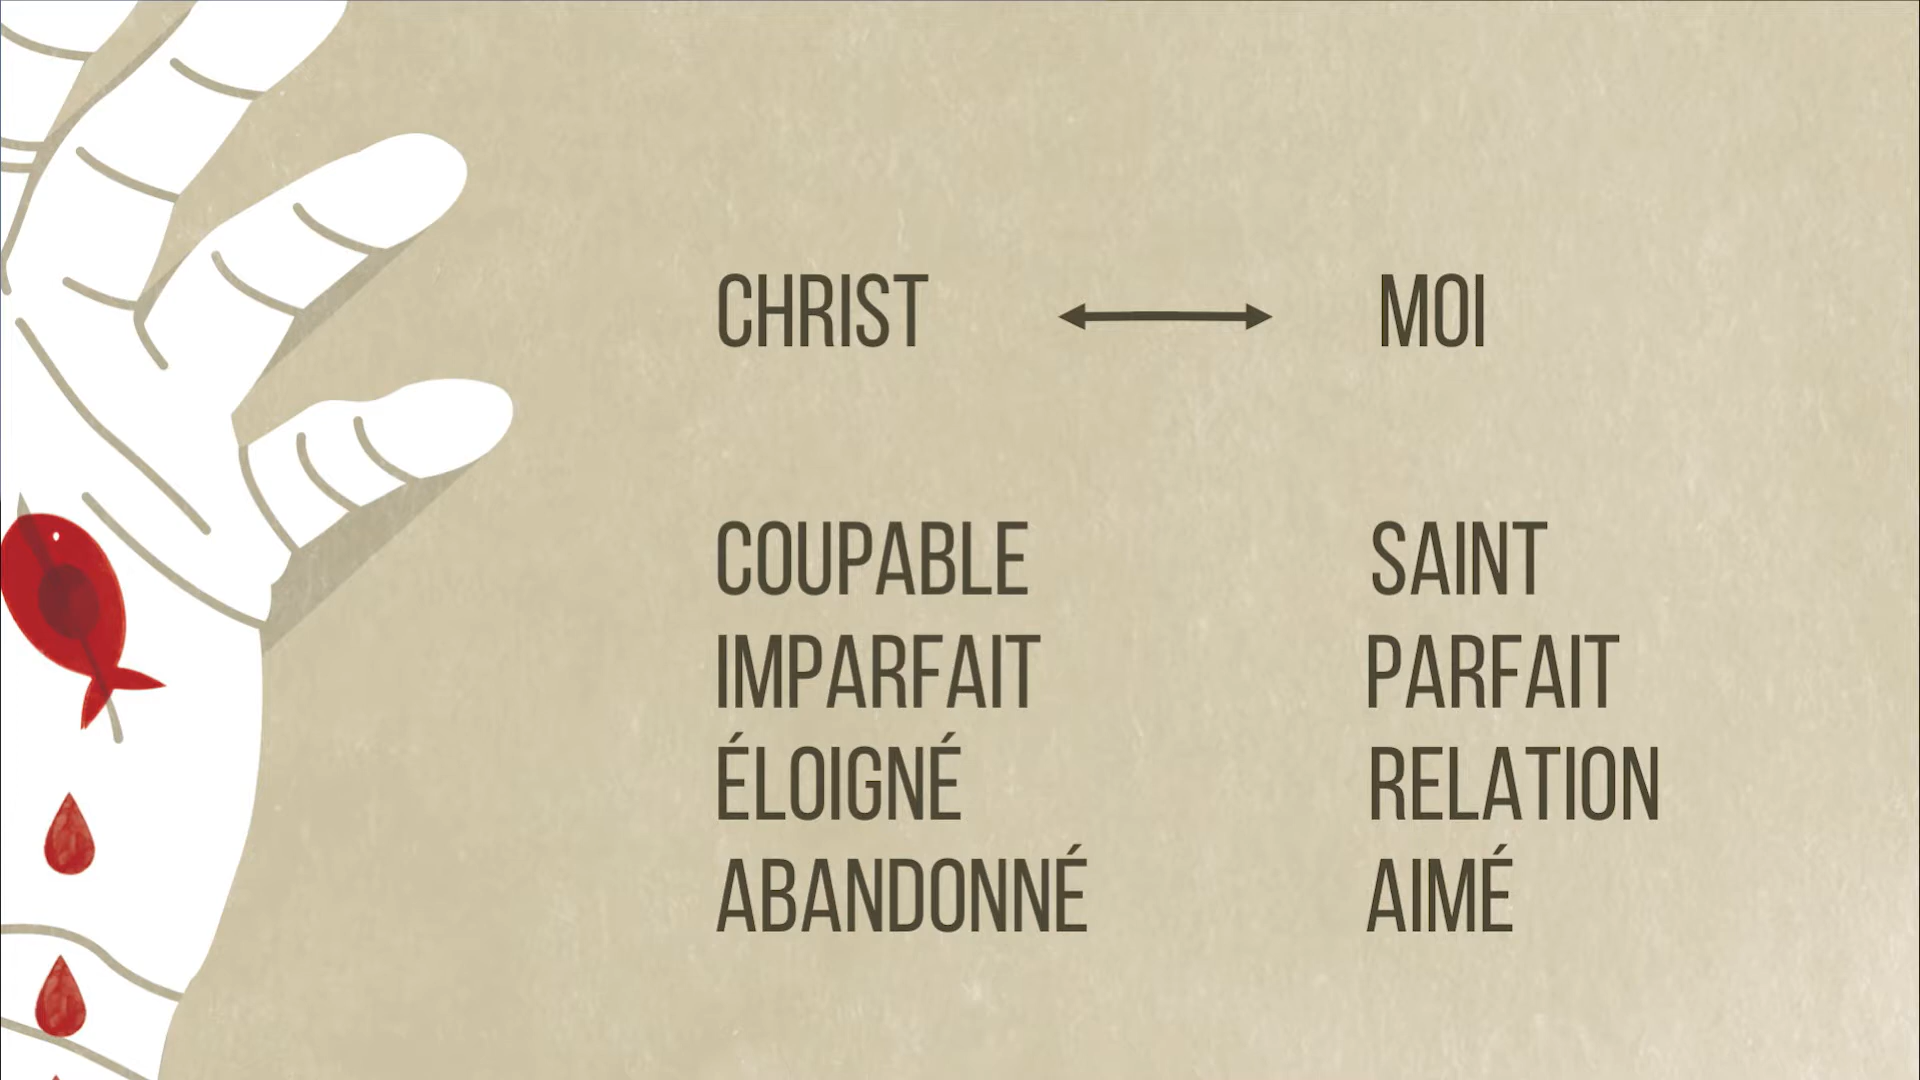 CHRIST MOI
COUPABLE SAINT
IMPARFAIT PARFAIT
ÉLOIGNÉ RELATION
ABANDONNÉ AIMÉ